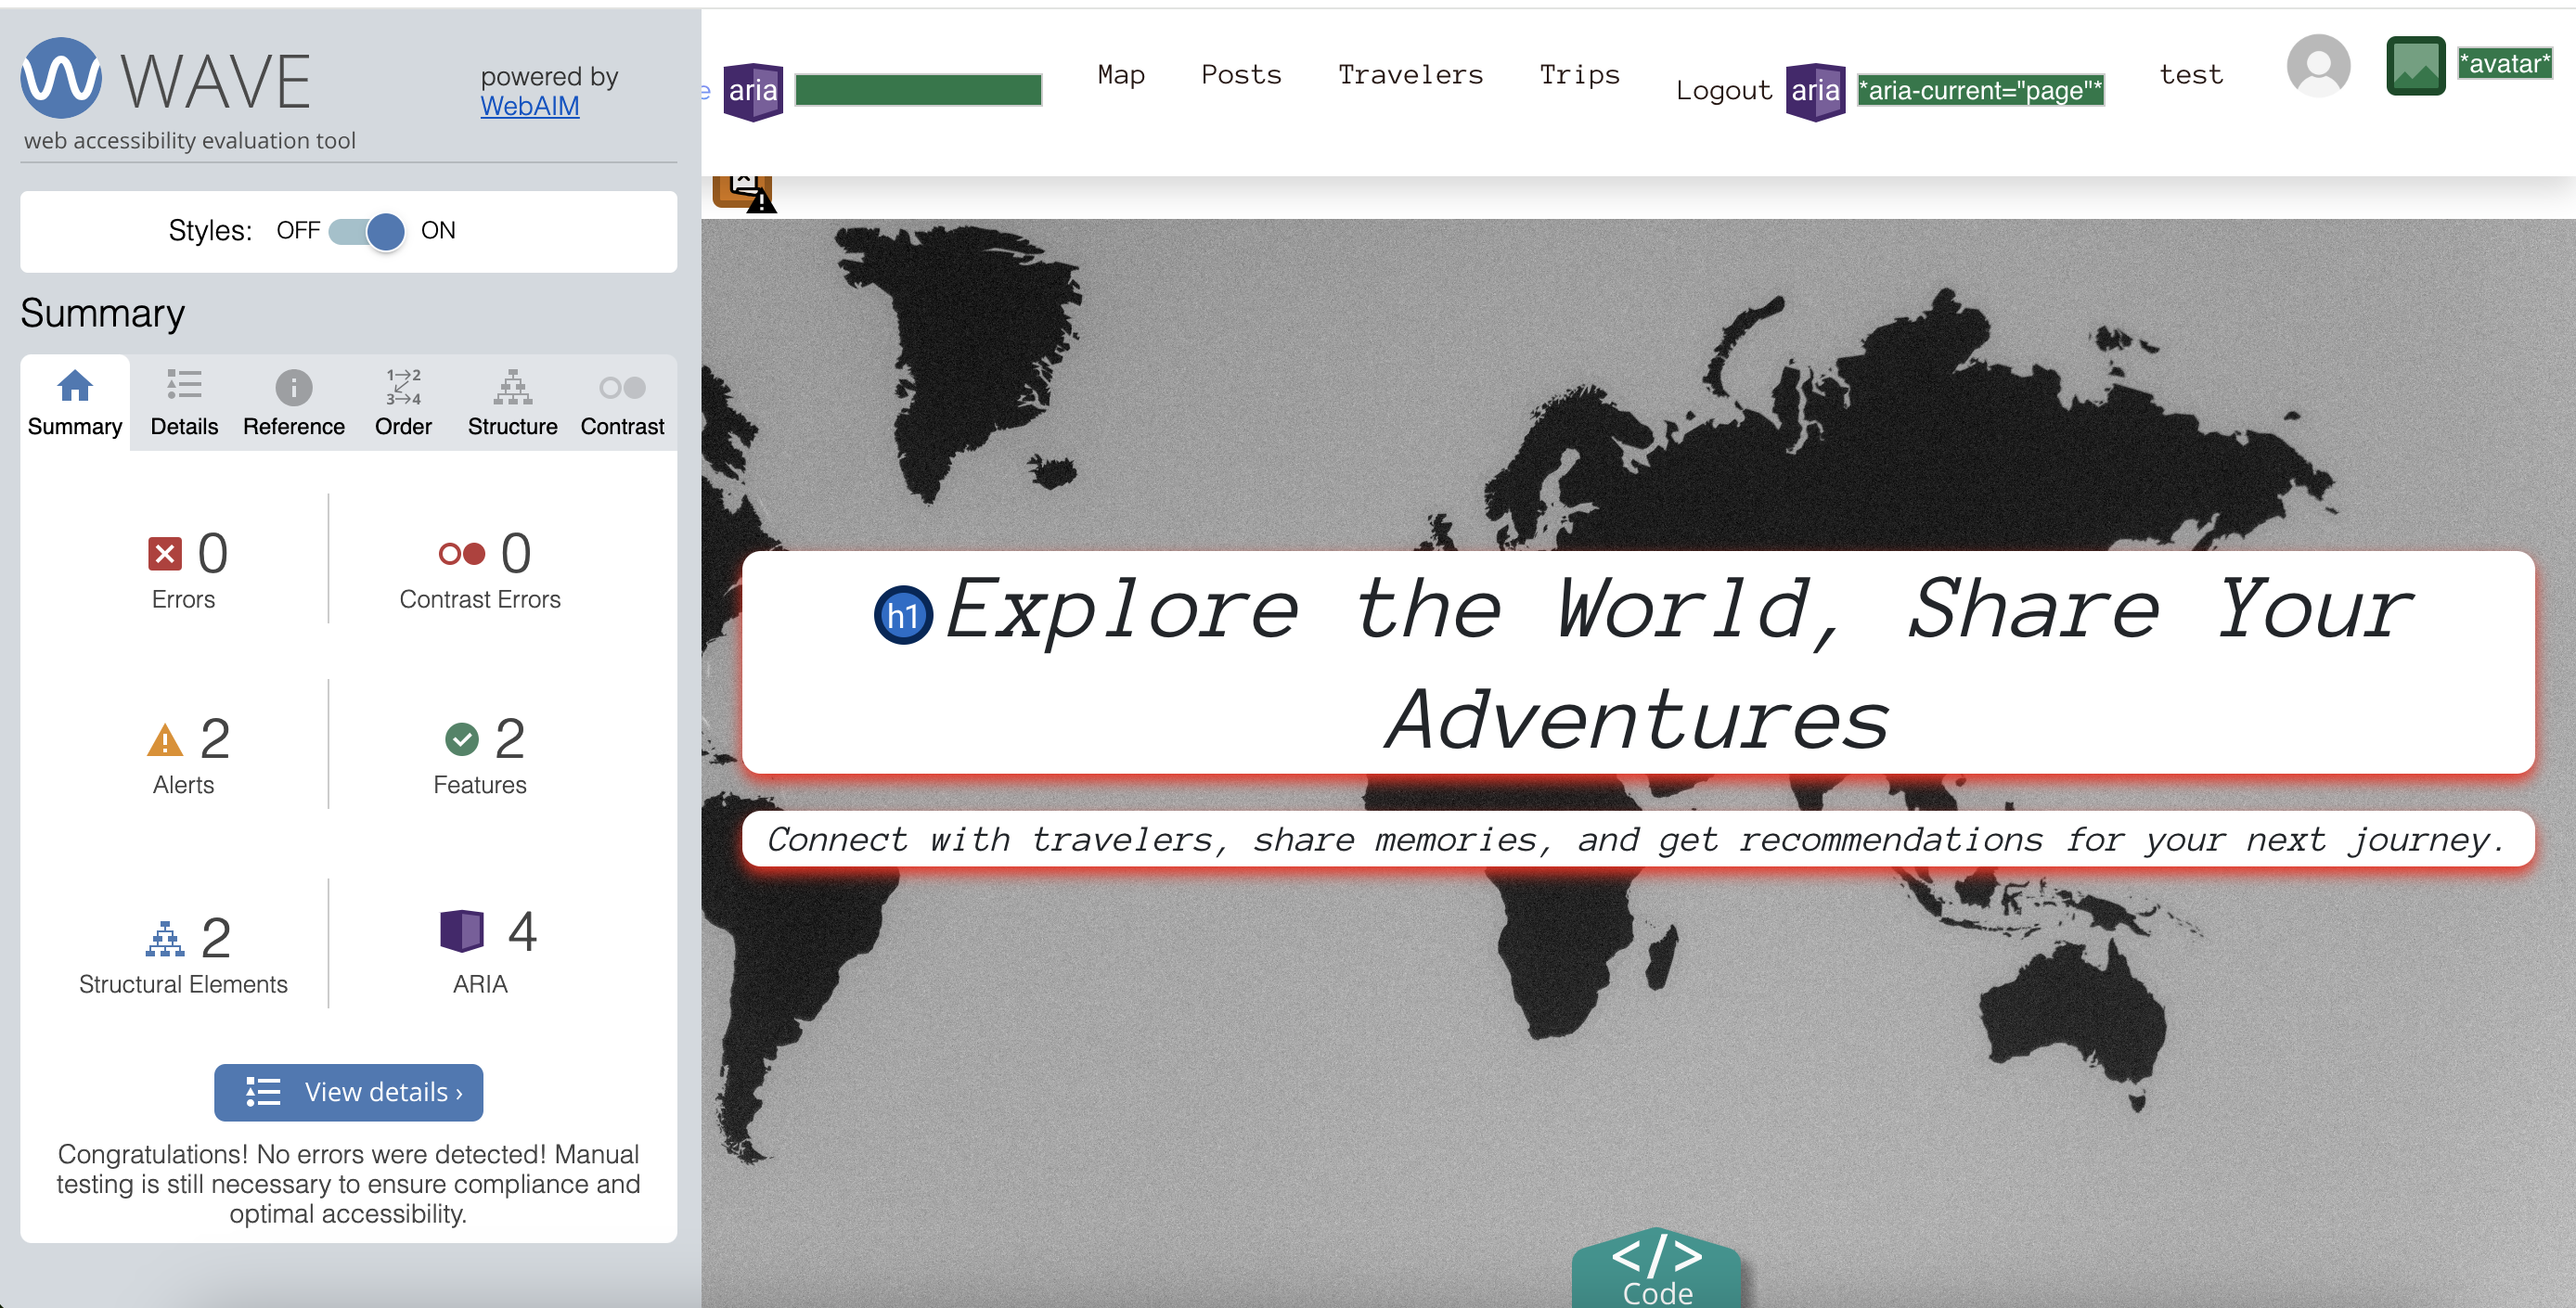 WAVE
powered by
WebAIM
web accessibility evaluation tool
Styles: OFF ON
Summary
Summary Details Reference Order Structure Contrast
1→2
3→4
0
Errors
0
Contrast Errors
2
Alerts
2
Features
2
Structural Elements
4
ARIA
View details ›
Congratulations! No errors were detected! Manual
testing is still necessary to ensure compliance and
optimal accessibility.
e aria Map Posts Travelers Trips Logout aria *aria-current="page"* test *avatar*
h1 Explore the World, Share Your
Adventures
Connect with travelers, share memories, and get recommendations for your next journey.
</>
Code